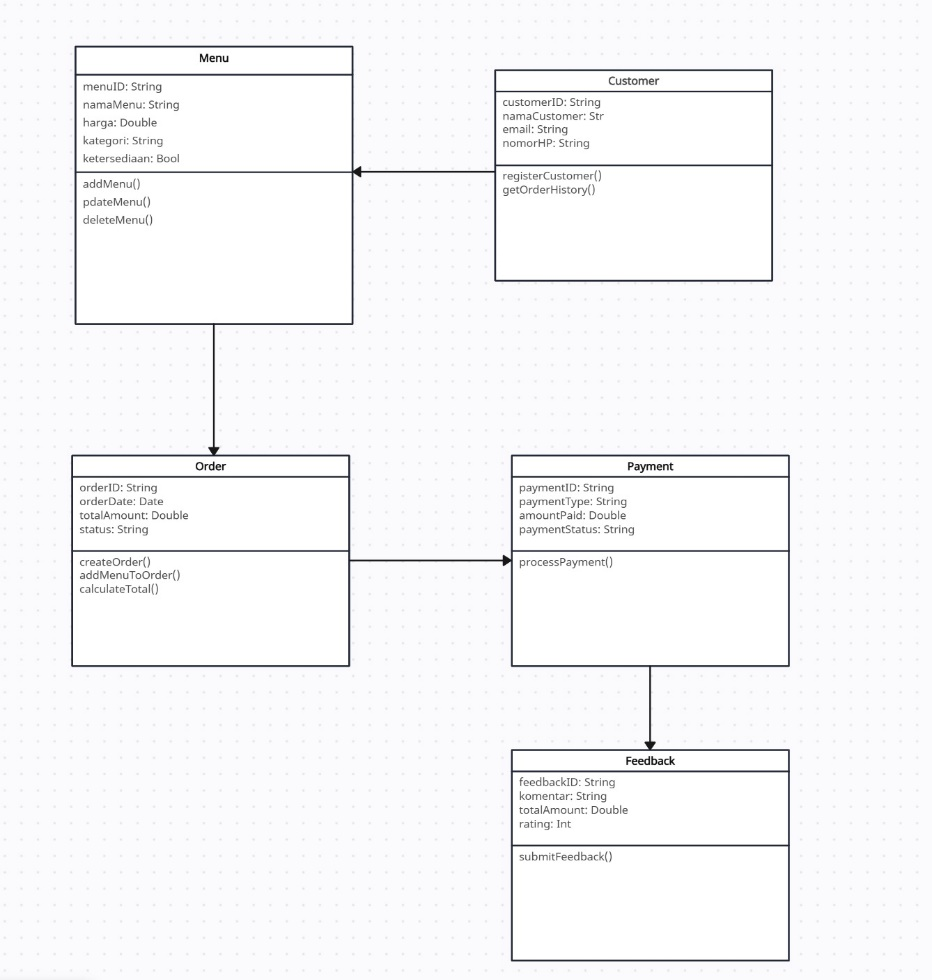 Menu
menuID: String
namaMenu: String
harga: Double
kategori: String
ketersediaan: Bool
addMenu()
pdateMenu()
deleteMenu()
Customer
customerID: String
namaCustomer: Str
email: String
nomorHP: String
registerCustomer()
getOrderHistory()
Order
orderID: String
orderDate: Date
totalAmount: Double
status: String
createOrder()
addMenuToOrder()
calculateTotal()
Payment
paymentID: String
paymentType: String
amountPaid: Double
paymentStatus: String
processPayment()
Feedback
feedbackID: String
komentar: String
totalAmount: Double
rating: Int
submitFeedback()